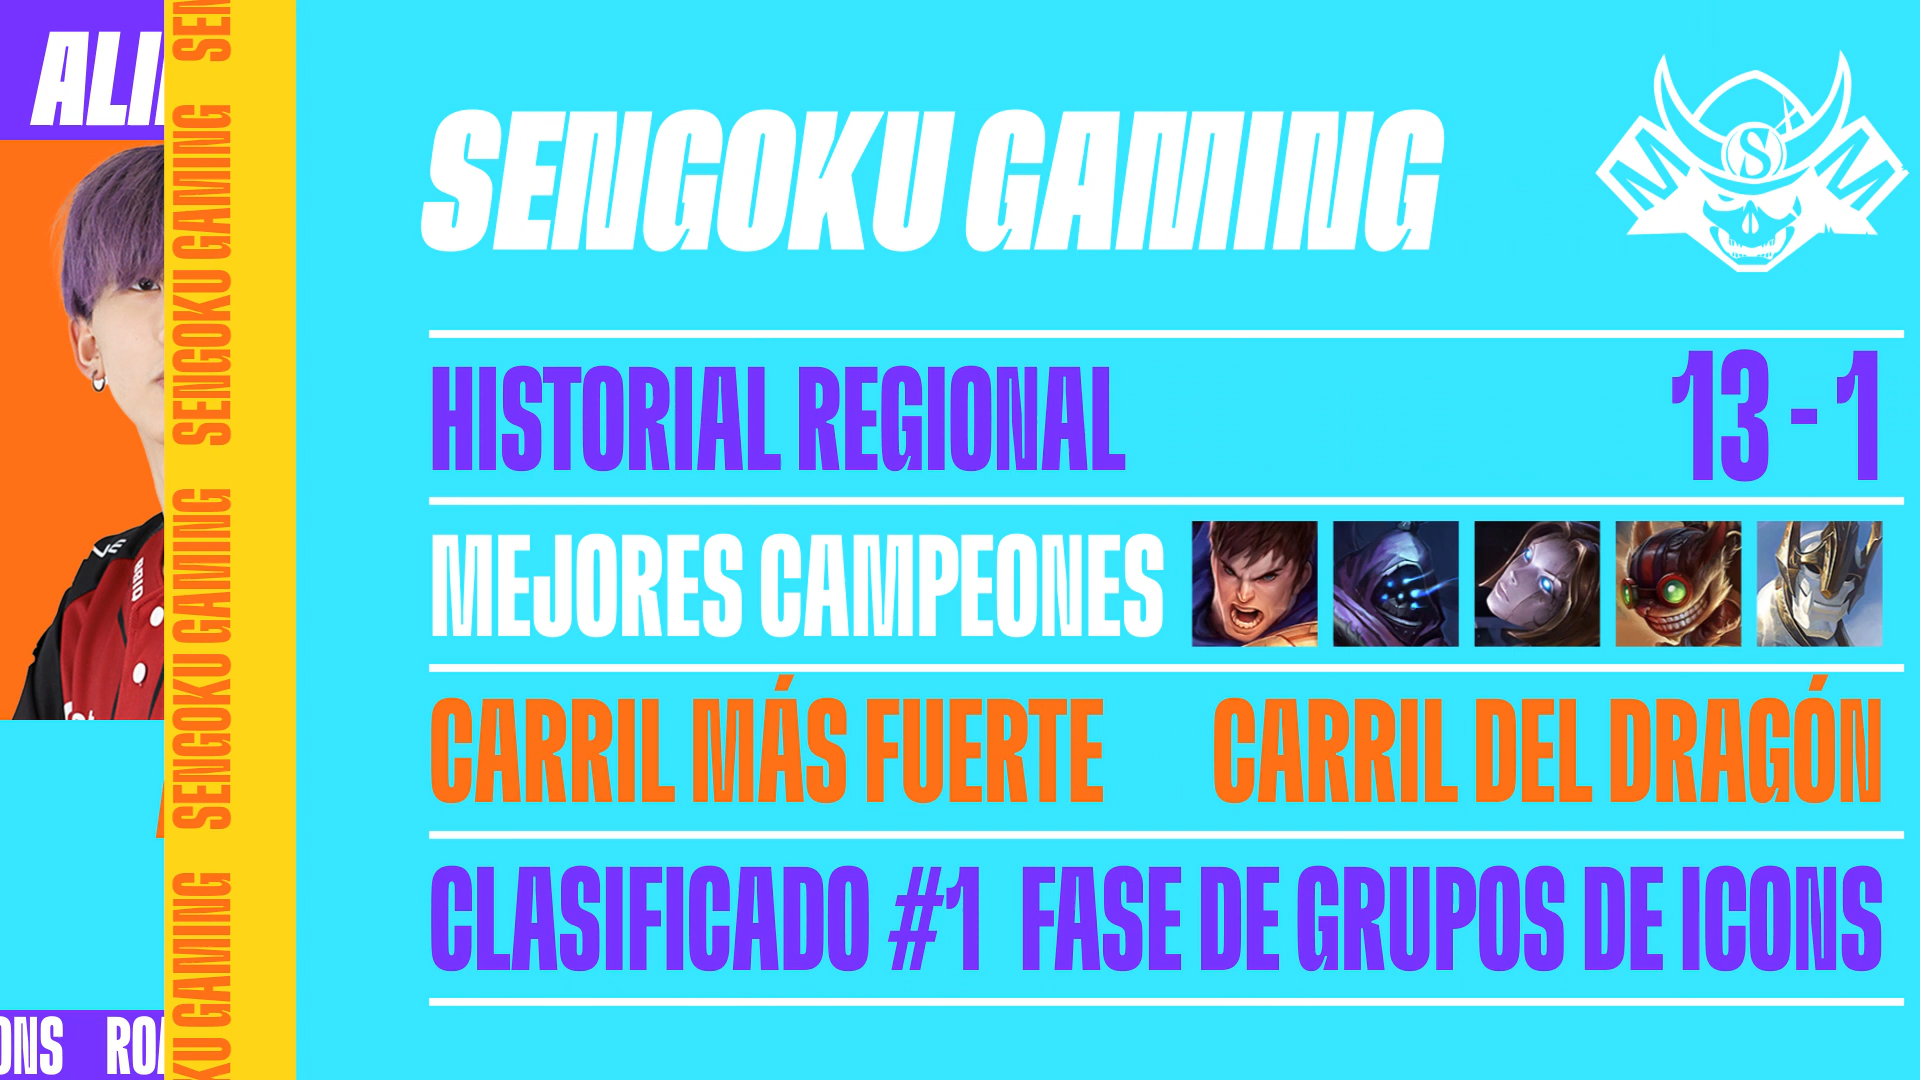 SENGOKU GAMING
HISTORIAL REGIONAL 13 - 1
MEJORES CAMPEONES
CARRIL MÁS FUERTE CARRIL DEL DRAGÓN
CLASIFICADO #1 FASE DE GRUPOS DE ICONS
SENGOKU GAMING
SENGOKU GAMING
M S M